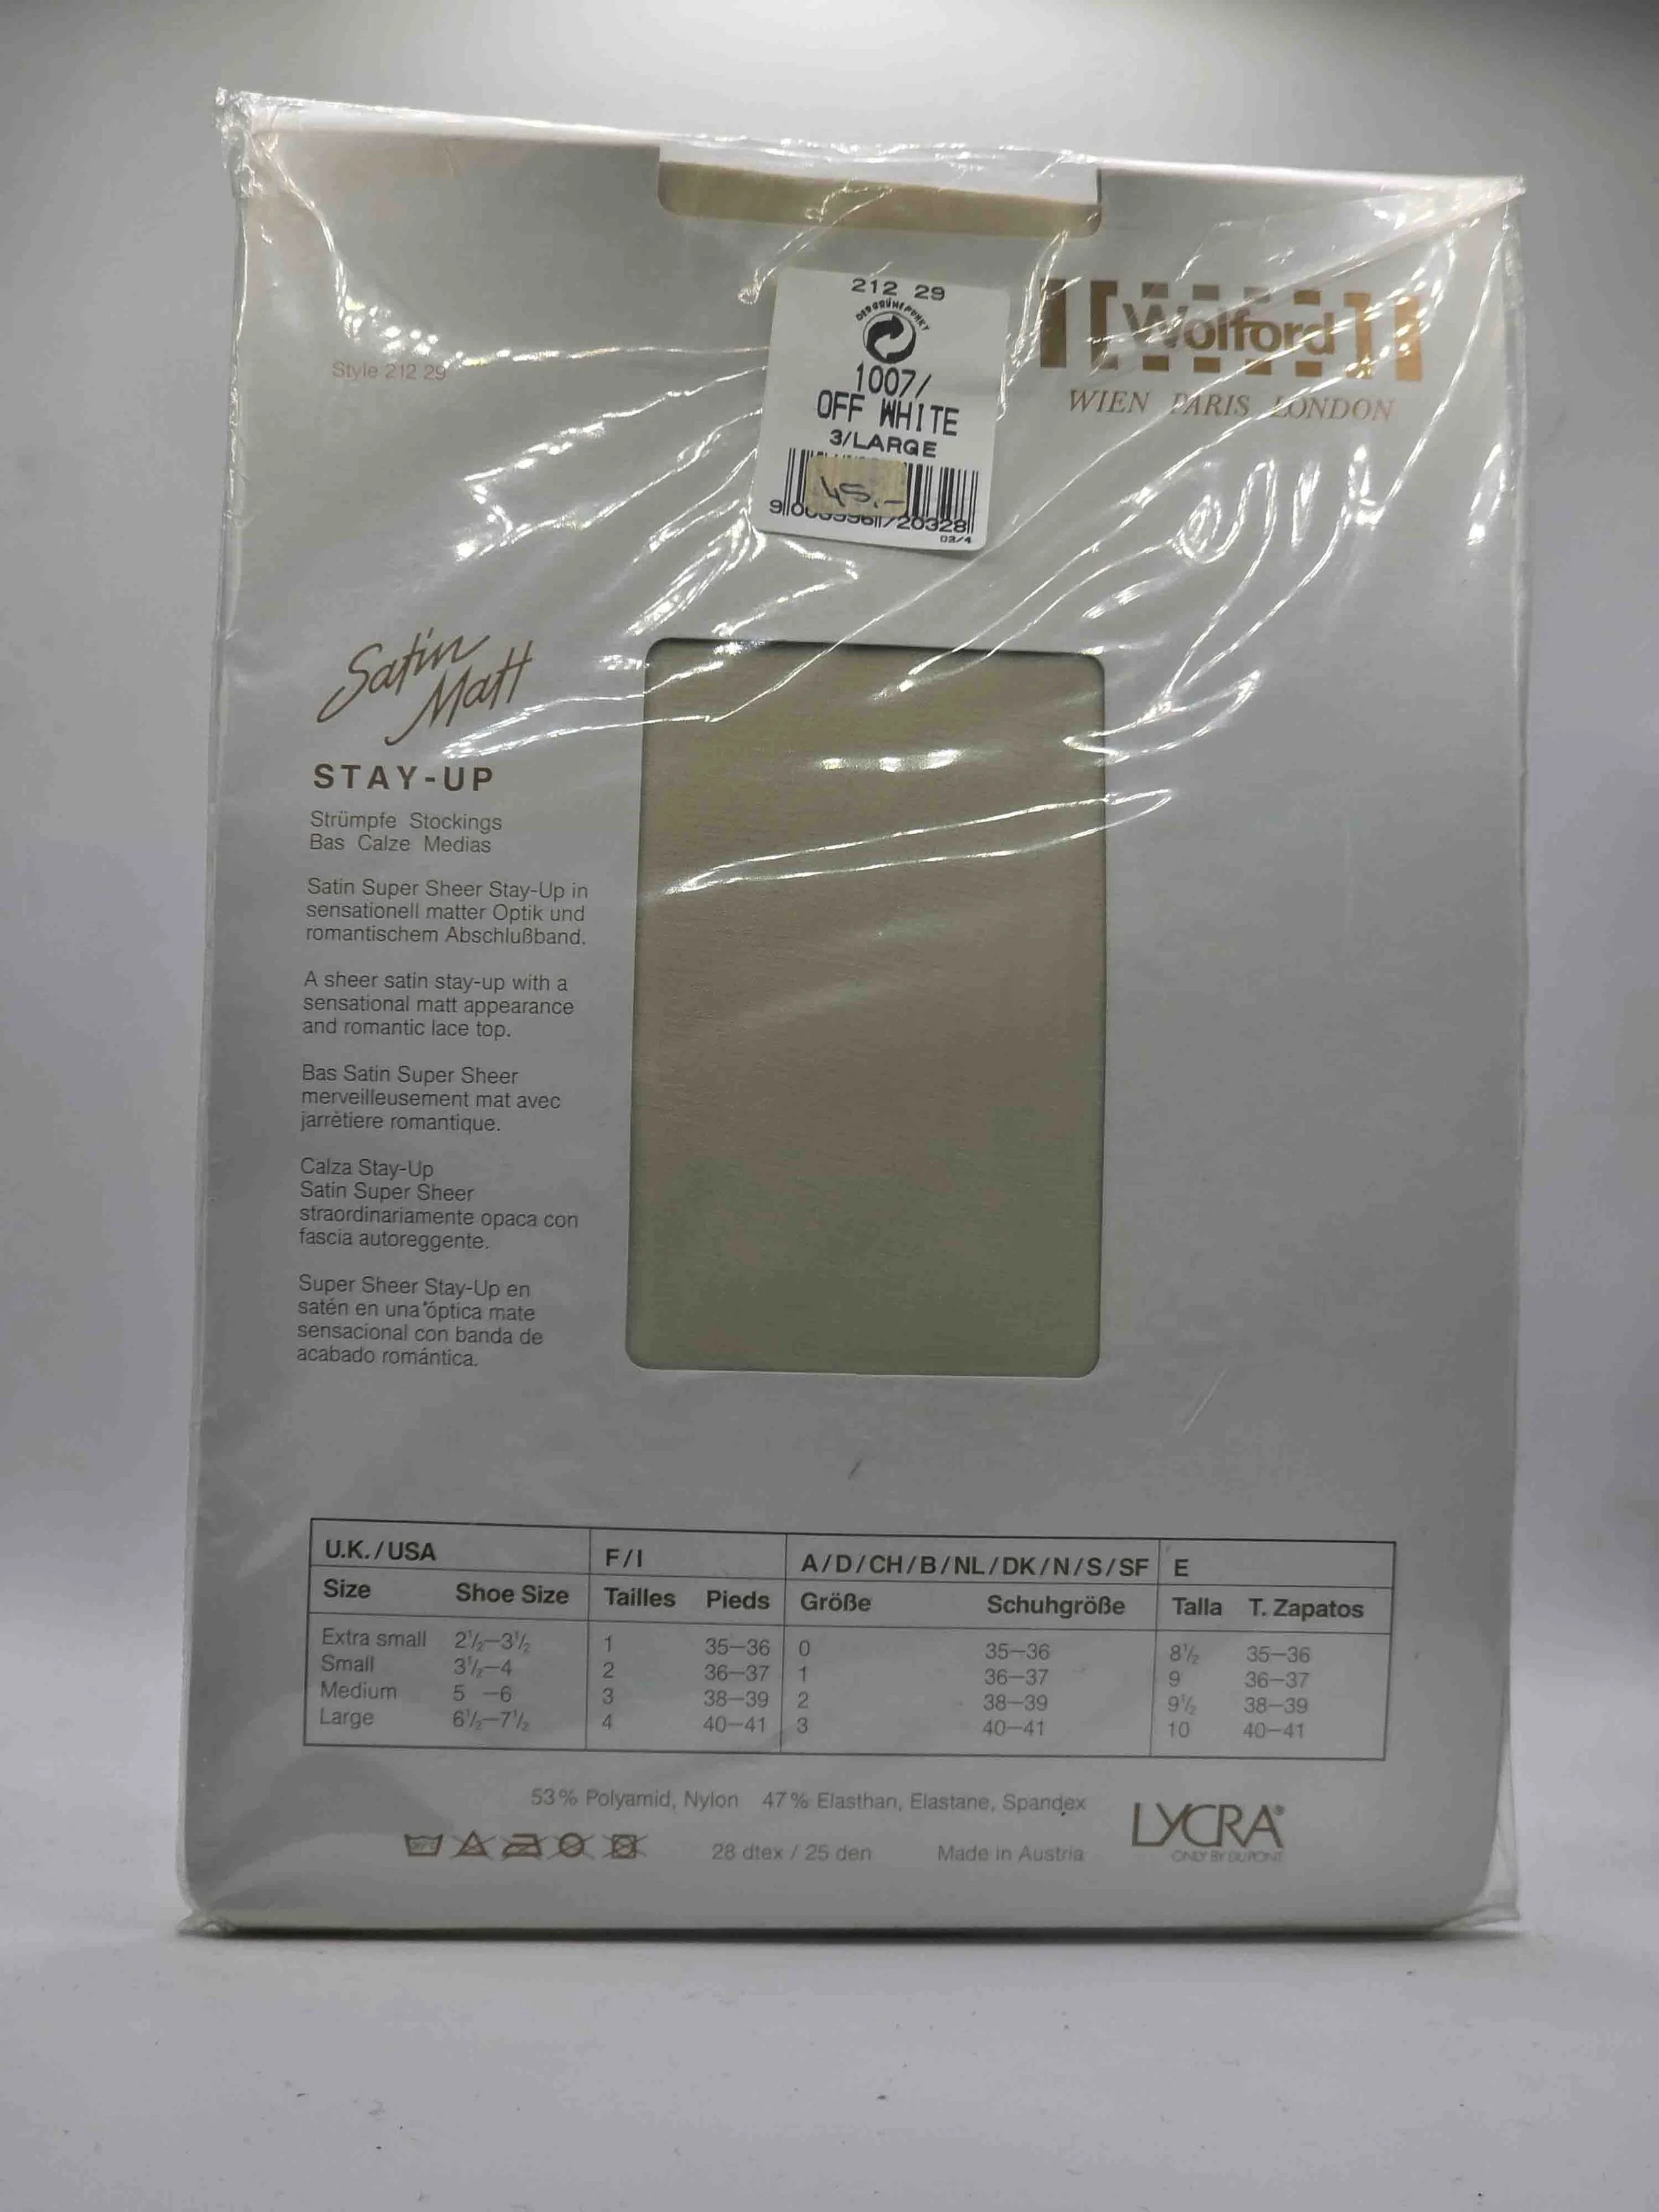 212 29
DER GRÜNE PUNKT
1007/
OFF WHITE
3/LARGE
45.-
20328
03/4
Wolford
WIEN PARIS LONDON
Style 212 29
Satin
Matt
STAY-UP
Strümpfe Stockings
Bas Calze Medias
Satin Super Sheer Stay-Up in
sensationell matter Optik und
romantischem Abschlußband.
A sheer satin stay-up with a
sensational matt appearance
and romantic lace top.
Bas Satin Super Sheer
merveilleusement mat avec
jarrètiere romantique.
Calza Stay-Up
Satin Super Sheer
straordinariamente opaca con
fascia autoreggente.
Super Sheer Stay-Up en
satén en una óptica mate
sensacional con banda de
acabado romántica.
U.K./USA F/I A/D/CH/B/NL/DK/N/S/SF E
Size Shoe Size Tailles Pieds Größe Schuhgröße Talla T. Zapatos
Extra small 2½–3½ 1 35–36 0 35–36 8½ 35–36
Small 3½–4 2 36–37 1 36–37 9 36–37
Medium 5 –6 3 38–39 2 38–39 9½ 38–39
Large 6½–7½ 4 40–41 3 40–41 10 40–41
53% Polyamid, Nylon 47% Elasthan, Elastane, Spandex
28 dtex / 25 den Made in Austria
LYCRA®
ONLY BY DU PONT